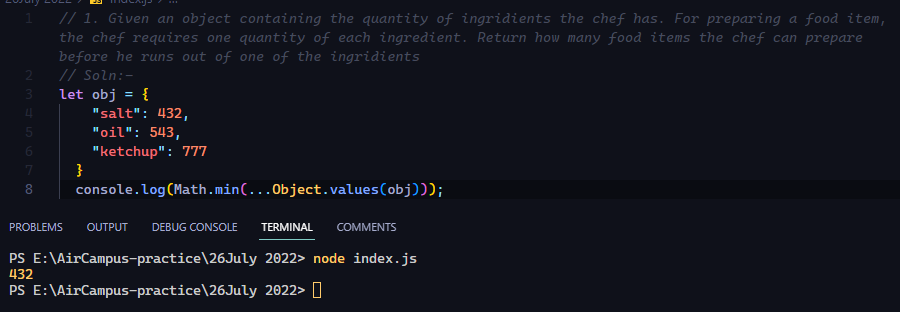 26July 2022 > JS index.js > ...
1 // 1. Given an object containing the quantity of ingridients the chef has. For preparing a food item,
the chef requires one quantity of each ingredient. Return how many food items the chef can prepare
before he runs out of one of the ingridients
2 // Soln:-
3 let obj = {
4 "salt": 432,
5 "oil": 543,
6 "ketchup": 777
7 }
8 console.log(Math.min(...Object.values(obj)));
PROBLEMS OUTPUT DEBUG CONSOLE TERMINAL COMMENTS
PS E:\AirCampus-practice\26July 2022> node index.js
432
PS E:\AirCampus-practice\26July 2022>